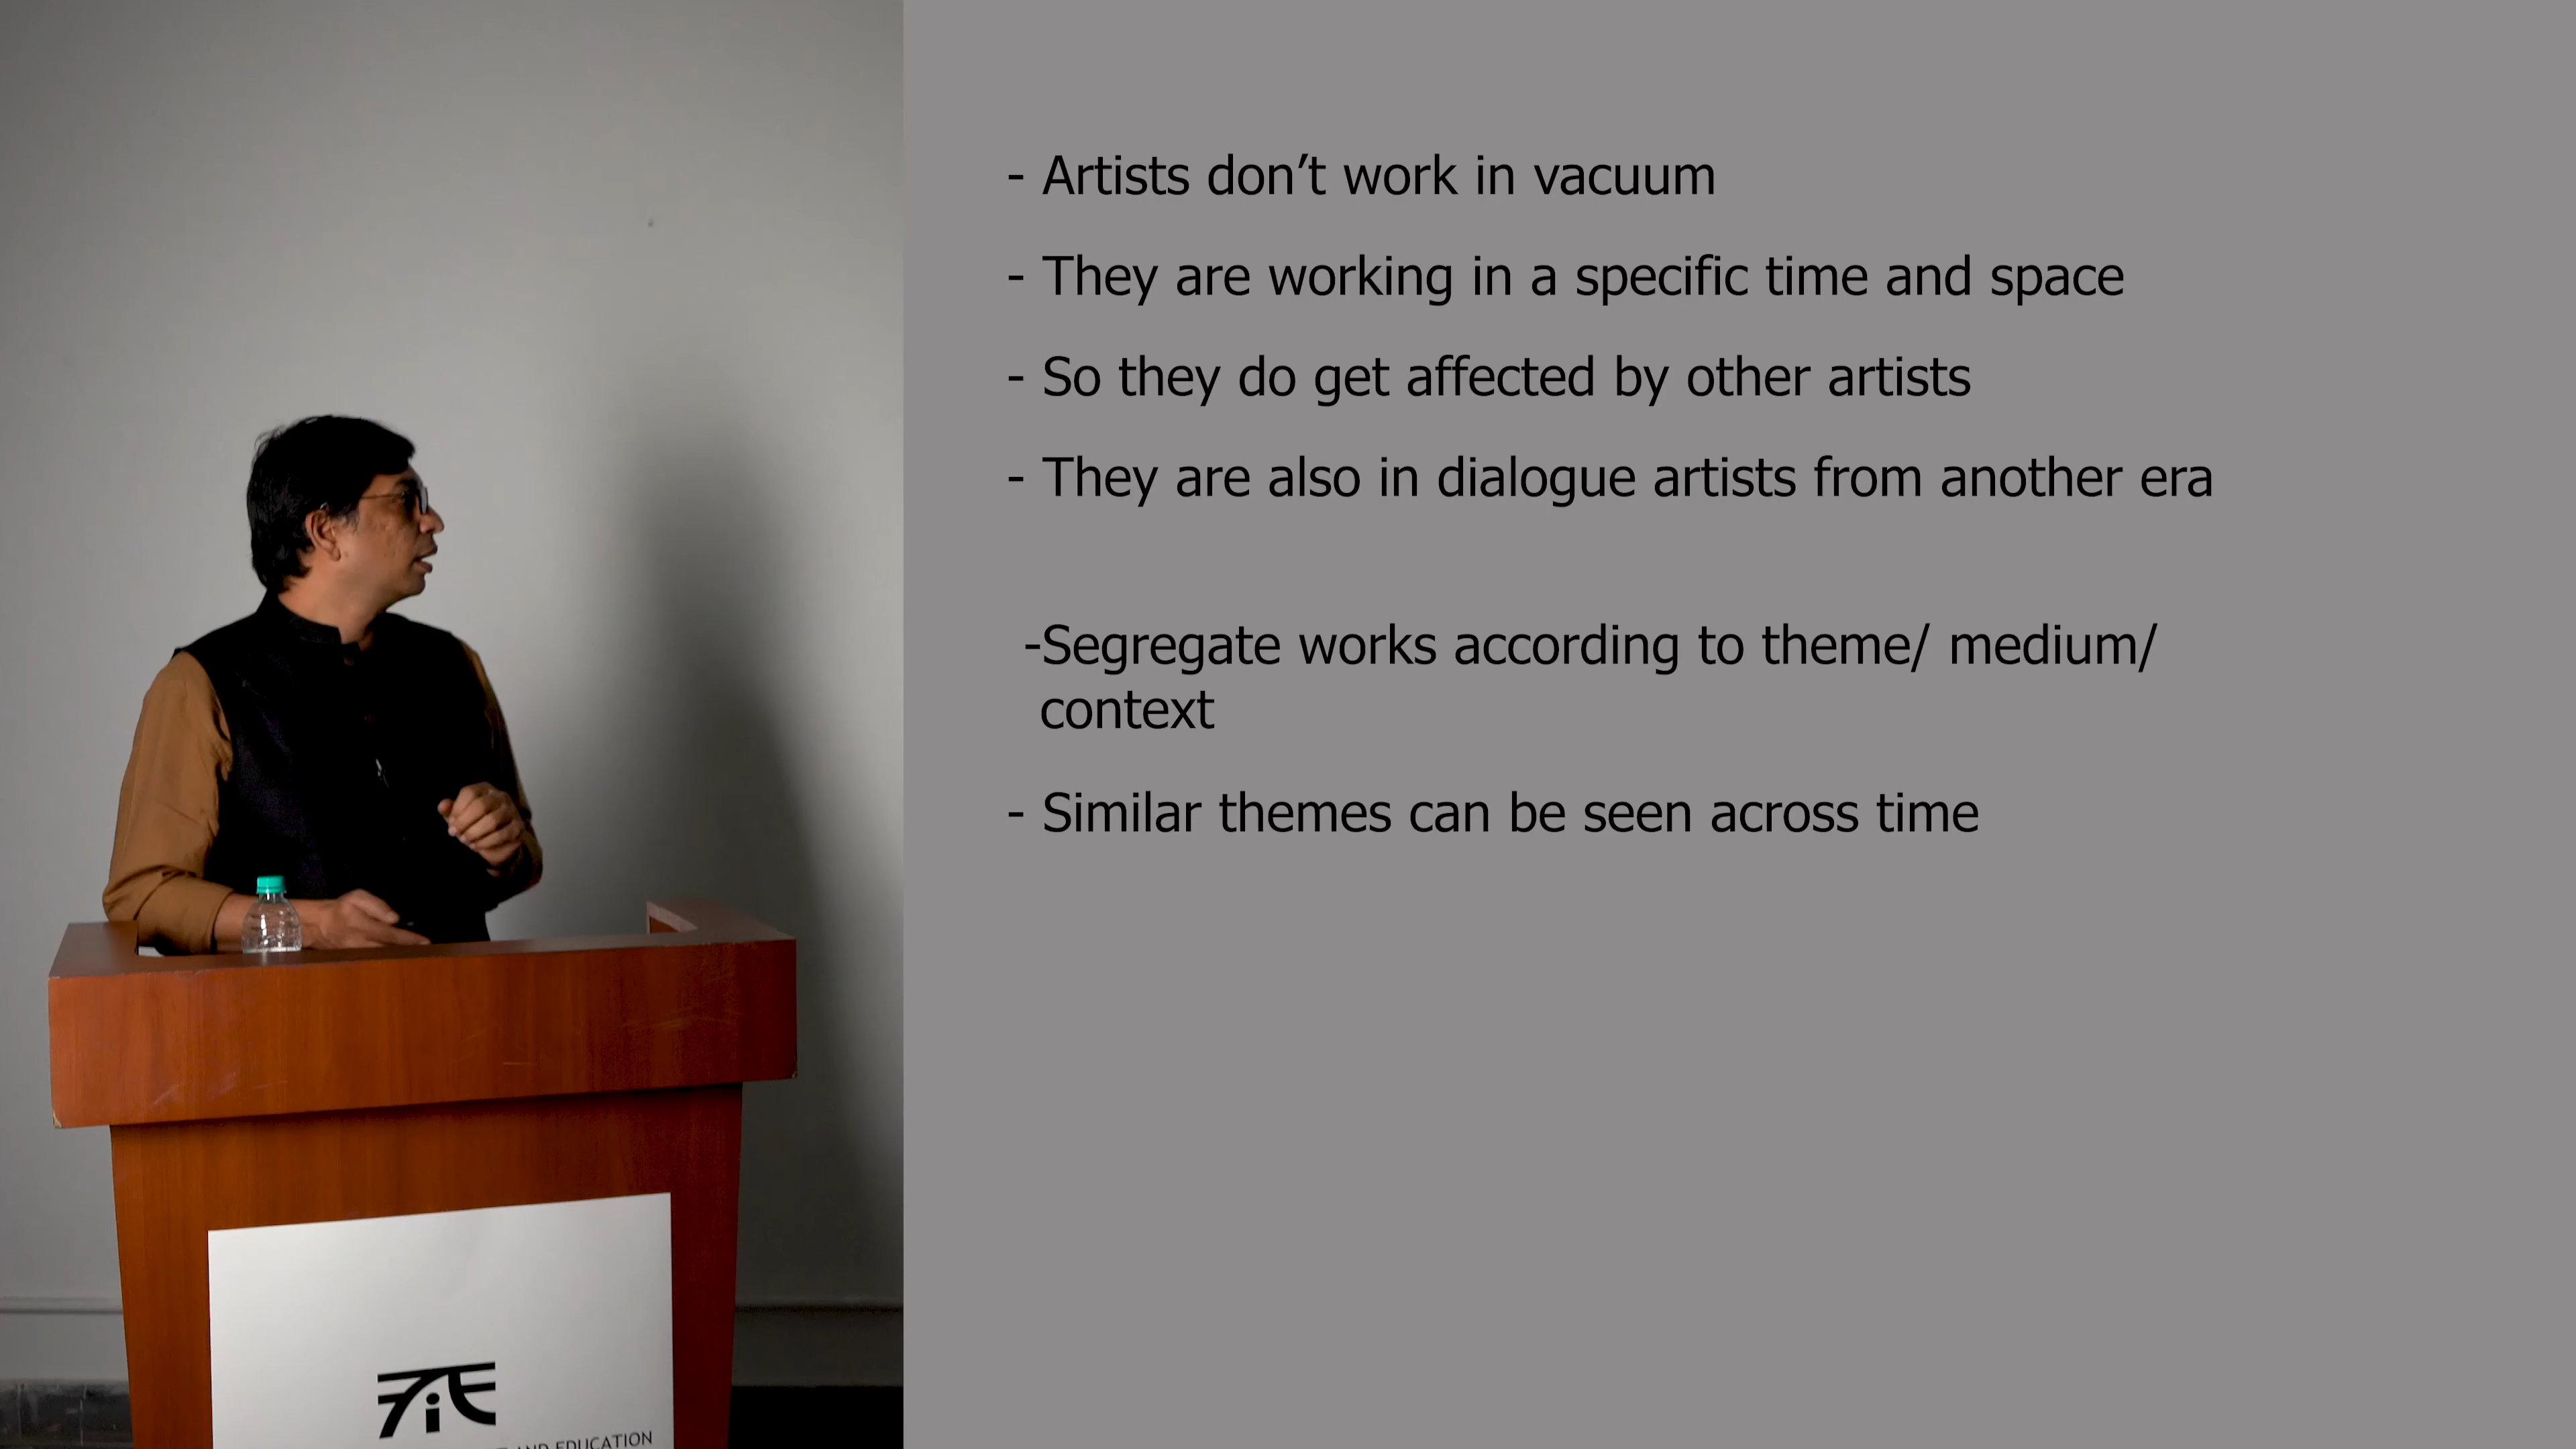 - Artists don’t work in vacuum
- They are working in a specific time and space
- So they do get affected by other artists
- They are also in dialogue artists from another era
-Segregate works according to theme/ medium/
context
- Similar themes can be seen across time
AND EDUCATION